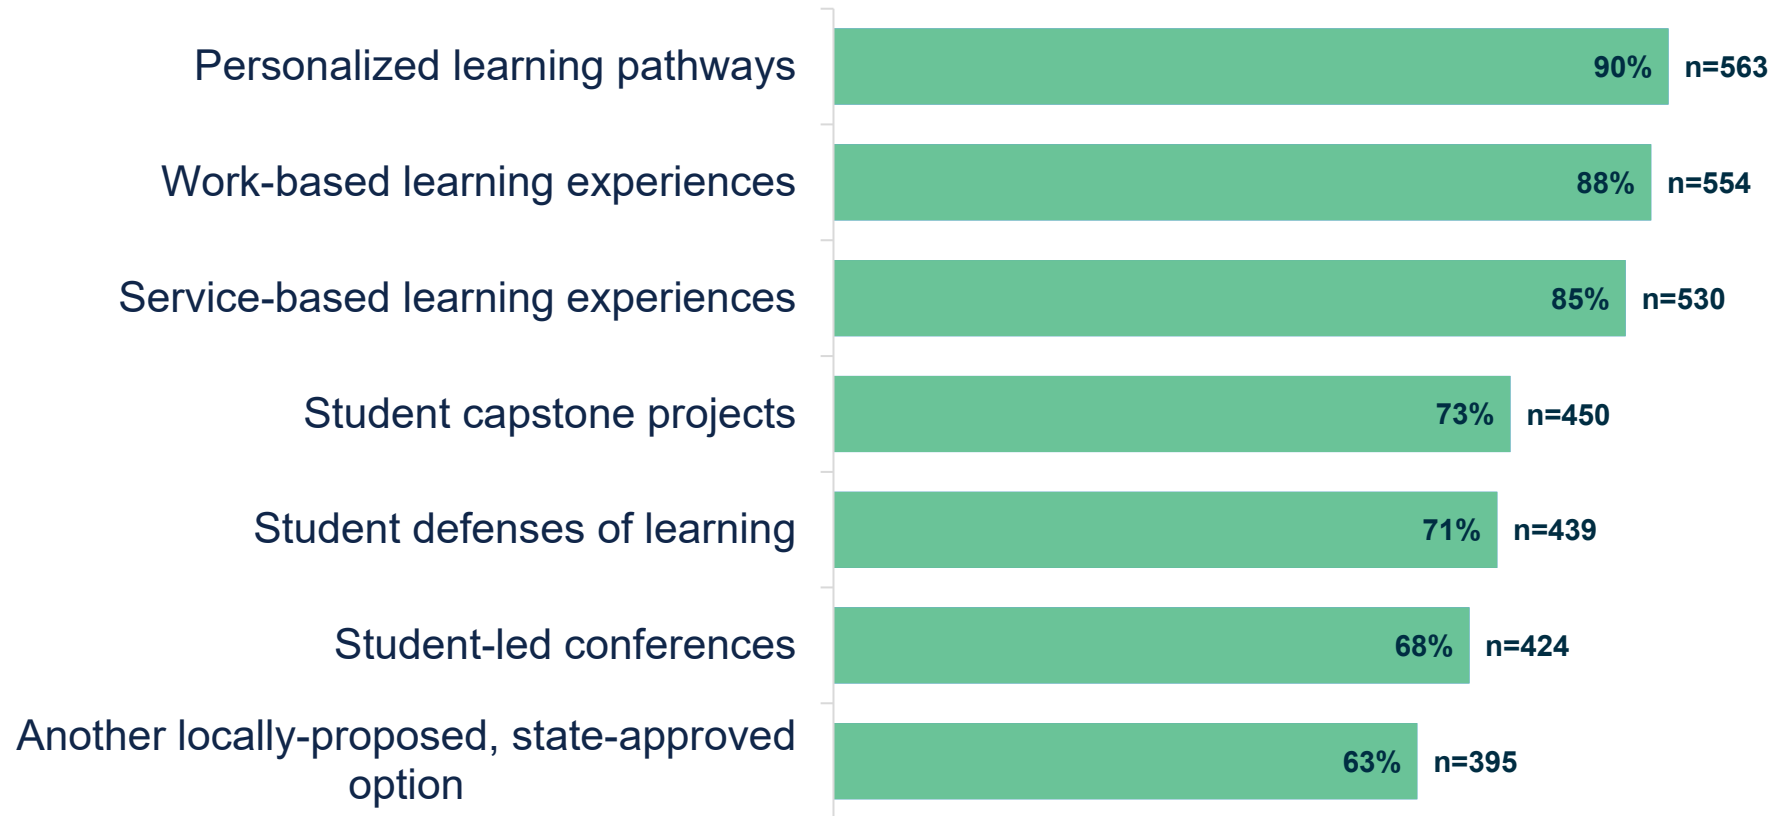 Personalized learning pathways 90% n=563
Work-based learning experiences 88% n=554
Service-based learning experiences 85% n=530
Student capstone projects 73% n=450
Student defenses of learning 71% n=439
Student-led conferences 68% n=424
Another locally-proposed, state-approved
option 63% n=395